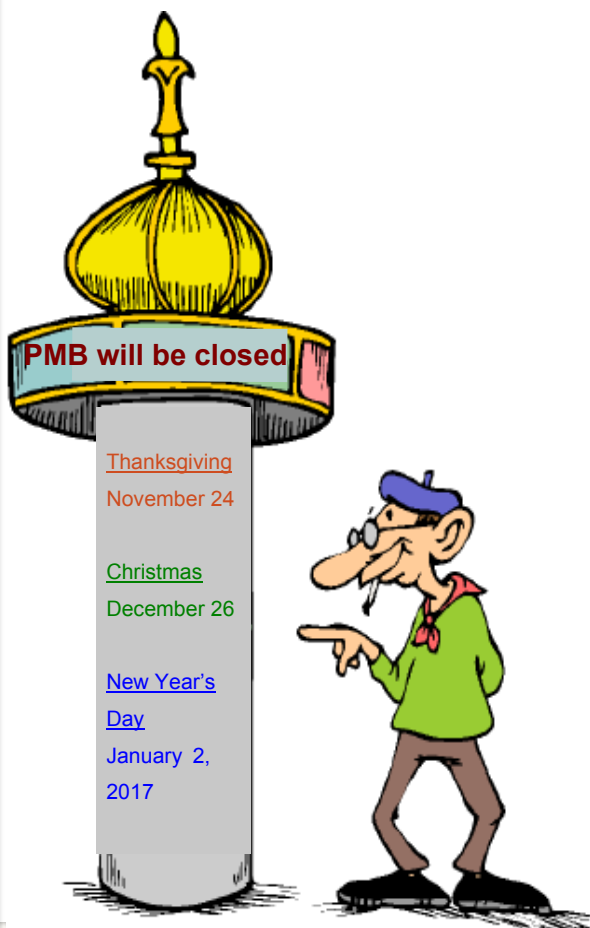 PMB will be closed
Thanksgiving
November 24
Christmas
December 26
New Year’s
Day
January 2,
2017